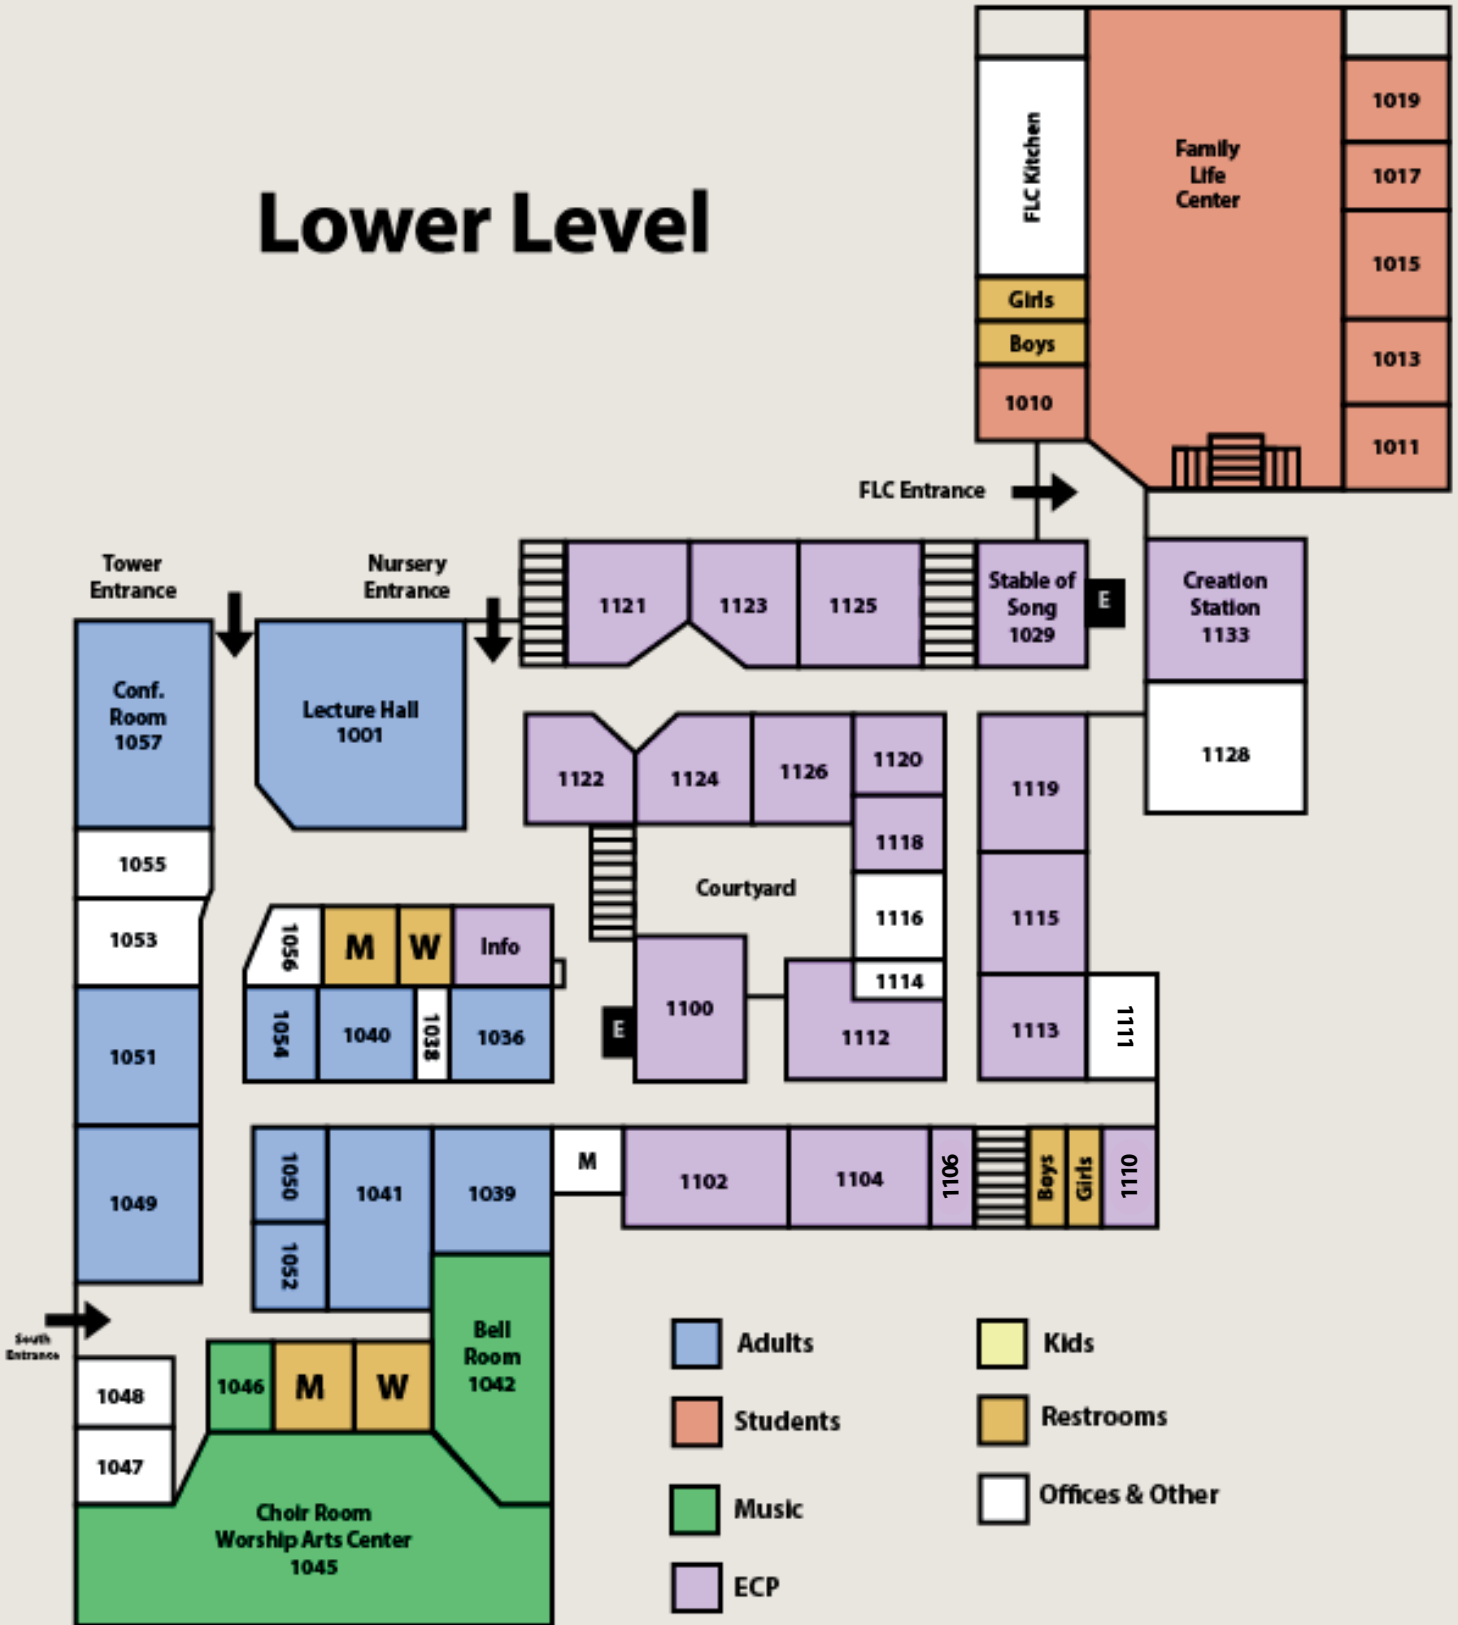 Lower Level
FLC Kitchen
Girls
Boys
1010
Family
Life
Center
1019
1017
1015
1013
1011
FLC Entrance
Tower
Entrance
Nursery
Entrance
1121
1123
1125
Stable of
Song
1029
E
Creation
Station
1133
1128
Conf.
Room
1057
Lecture Hall
1001
1122
1124
1126
1120
1118
1116
1114
1112
1119
1115
1113
1111
Courtyard
1100
E
1055
1053
1051
1049
1056
M
W
Info
1054
1040
1038
1036
1050
1052
1041
1039
M
1102
1104
1106
Boys
Girls
1110
South
Entrance
1048
1047
1046
M
W
Bell
Room
1042
Choir Room
Worship Arts Center
1045
Adults
Students
Music
ECP
Kids
Restrooms
Offices & Other